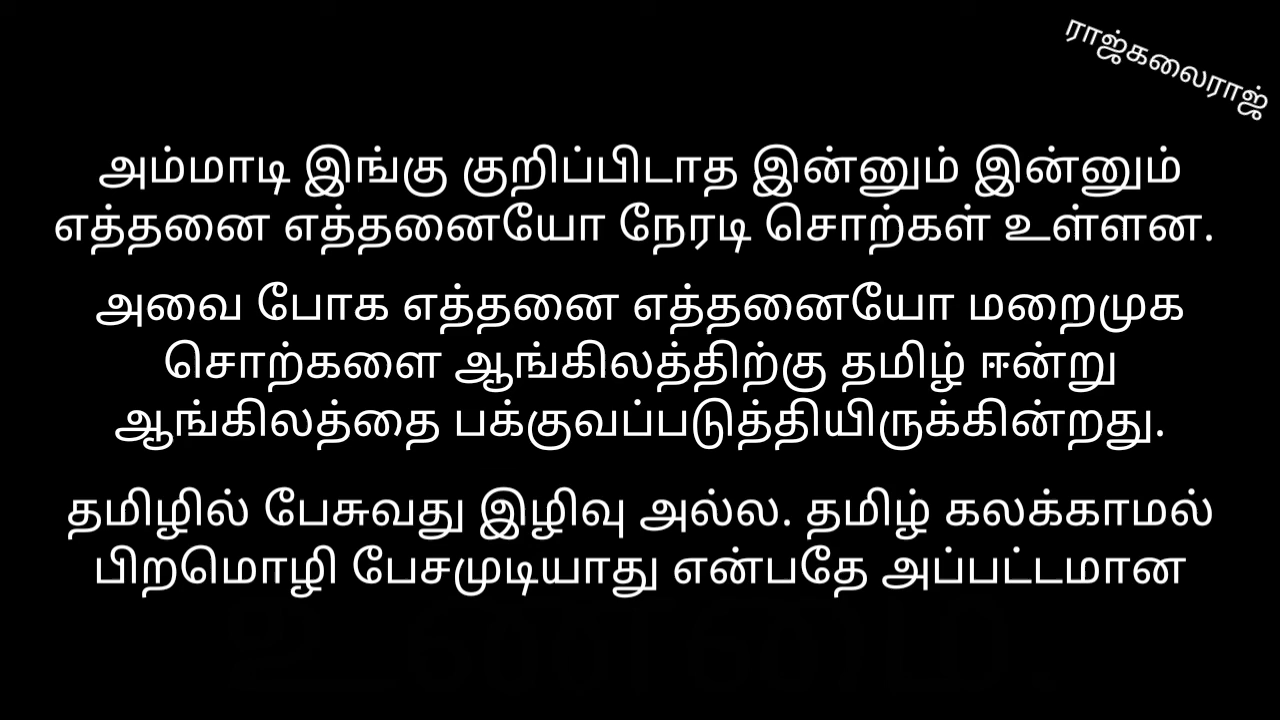 ராஜ்கலைராஜ்
அம்மாடி இங்கு குறிப்பிடாத இன்னும் இன்னும்
எத்தனை எத்தனையோ நேரடி சொற்கள் உள்ளன.
அவை போக எத்தனை எத்தனையோ மறைமுக
சொற்களை ஆங்கிலத்திற்கு தமிழ் ஈன்று
ஆங்கிலத்தை பக்குவப்படுத்தியிருக்கின்றது.
தமிழில் பேசுவது இழிவு அல்ல. தமிழ் கலக்காமல்
பிறமொழி பேசமுடியாது என்பதே அப்பட்டமான
உண்மை.